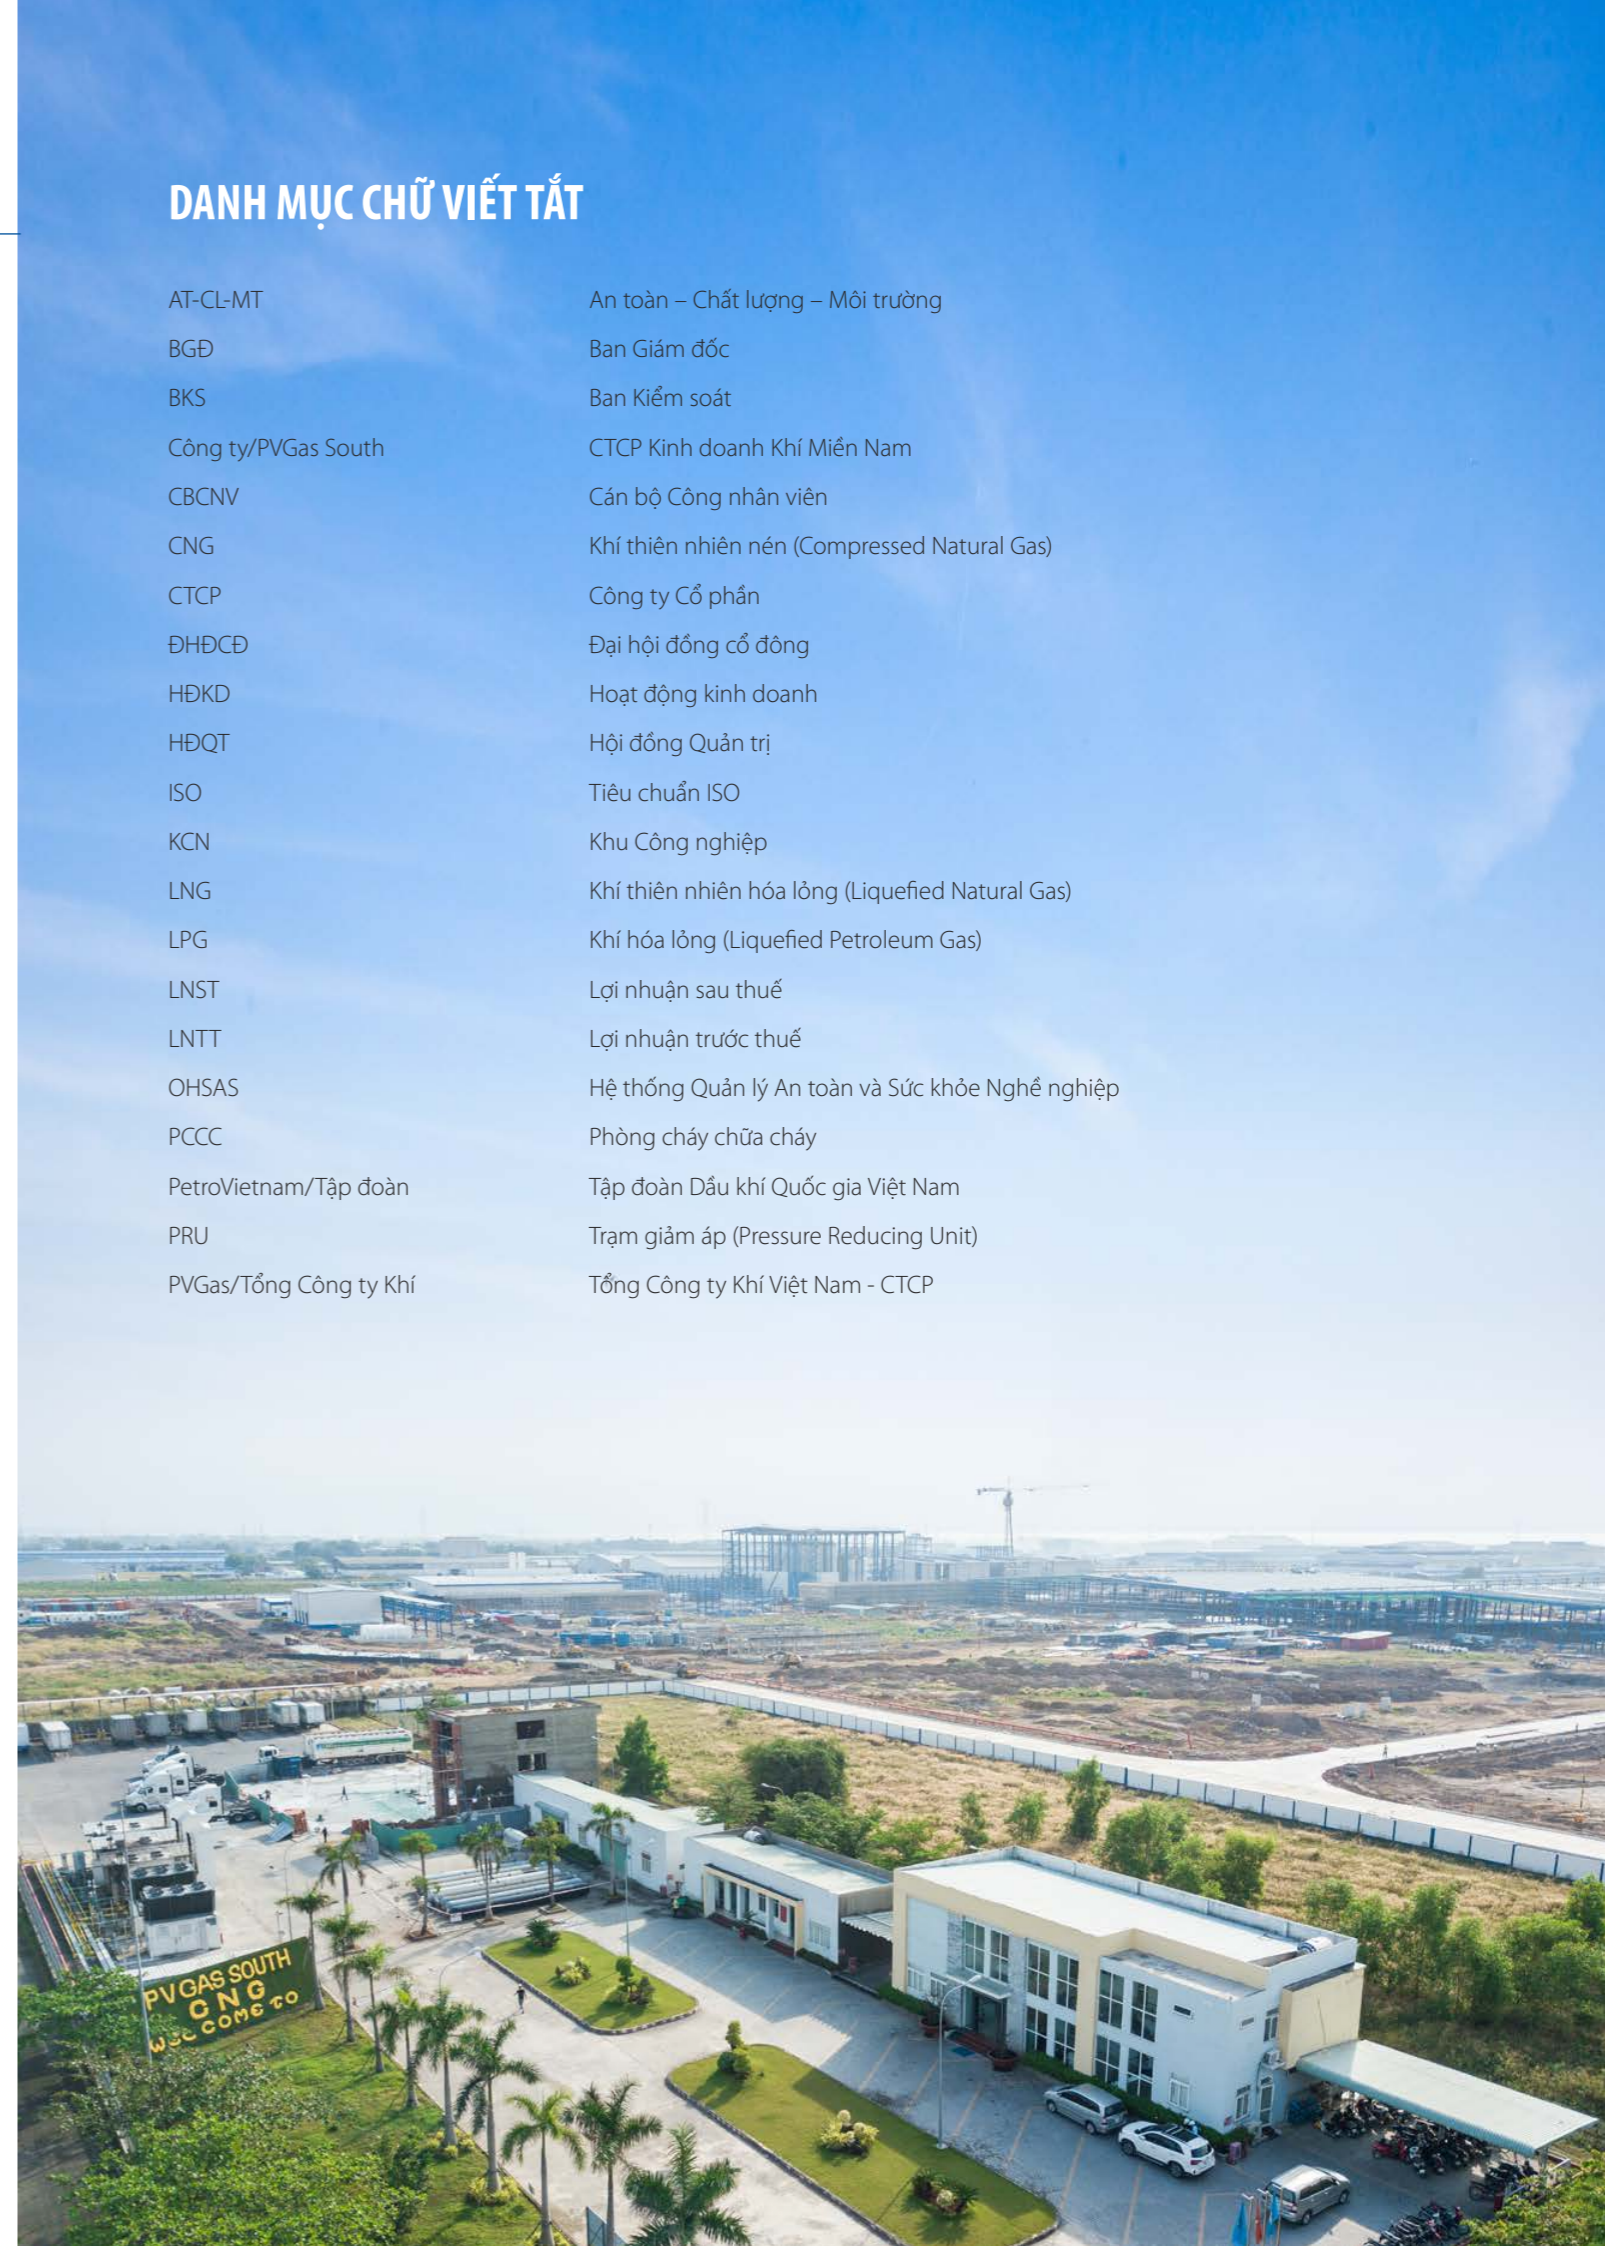 DANH MỤC CHỮ VIẾT TẮT
AT-CL-MT An toàn – Chất lượng – Môi trường
BGĐ Ban Giám đốc
BKS Ban Kiểm soát
Công ty/PVGas South CTCP Kinh doanh Khí Miền Nam
CBCNV Cán bộ Công nhân viên
CNG Khí thiên nhiên nén (Compressed Natural Gas)
CTCP Công ty Cổ phần
ĐHĐCĐ Đại hội đồng cổ đông
HĐKD Hoạt động kinh doanh
HĐQT Hội đồng Quản trị
ISO Tiêu chuẩn ISO
KCN Khu Công nghiệp
LNG Khí thiên nhiên hóa lỏng (Liquefied Natural Gas)
LPG Khí hóa lỏng (Liquefied Petroleum Gas)
LNST Lợi nhuận sau thuế
LNTT Lợi nhuận trước thuế
OHSAS Hệ thống Quản lý An toàn và Sức khỏe Nghề nghiệp
PCCC Phòng cháy chữa cháy
PetroVietnam/Tập đoàn Tập đoàn Dầu khí Quốc gia Việt Nam
PRU Trạm giảm áp (Pressure Reducing Unit)
PVGas/Tổng Công ty Khí Tổng Công ty Khí Việt Nam - CTCP
PV GAS SOUTH
CNG
WELCOME TO